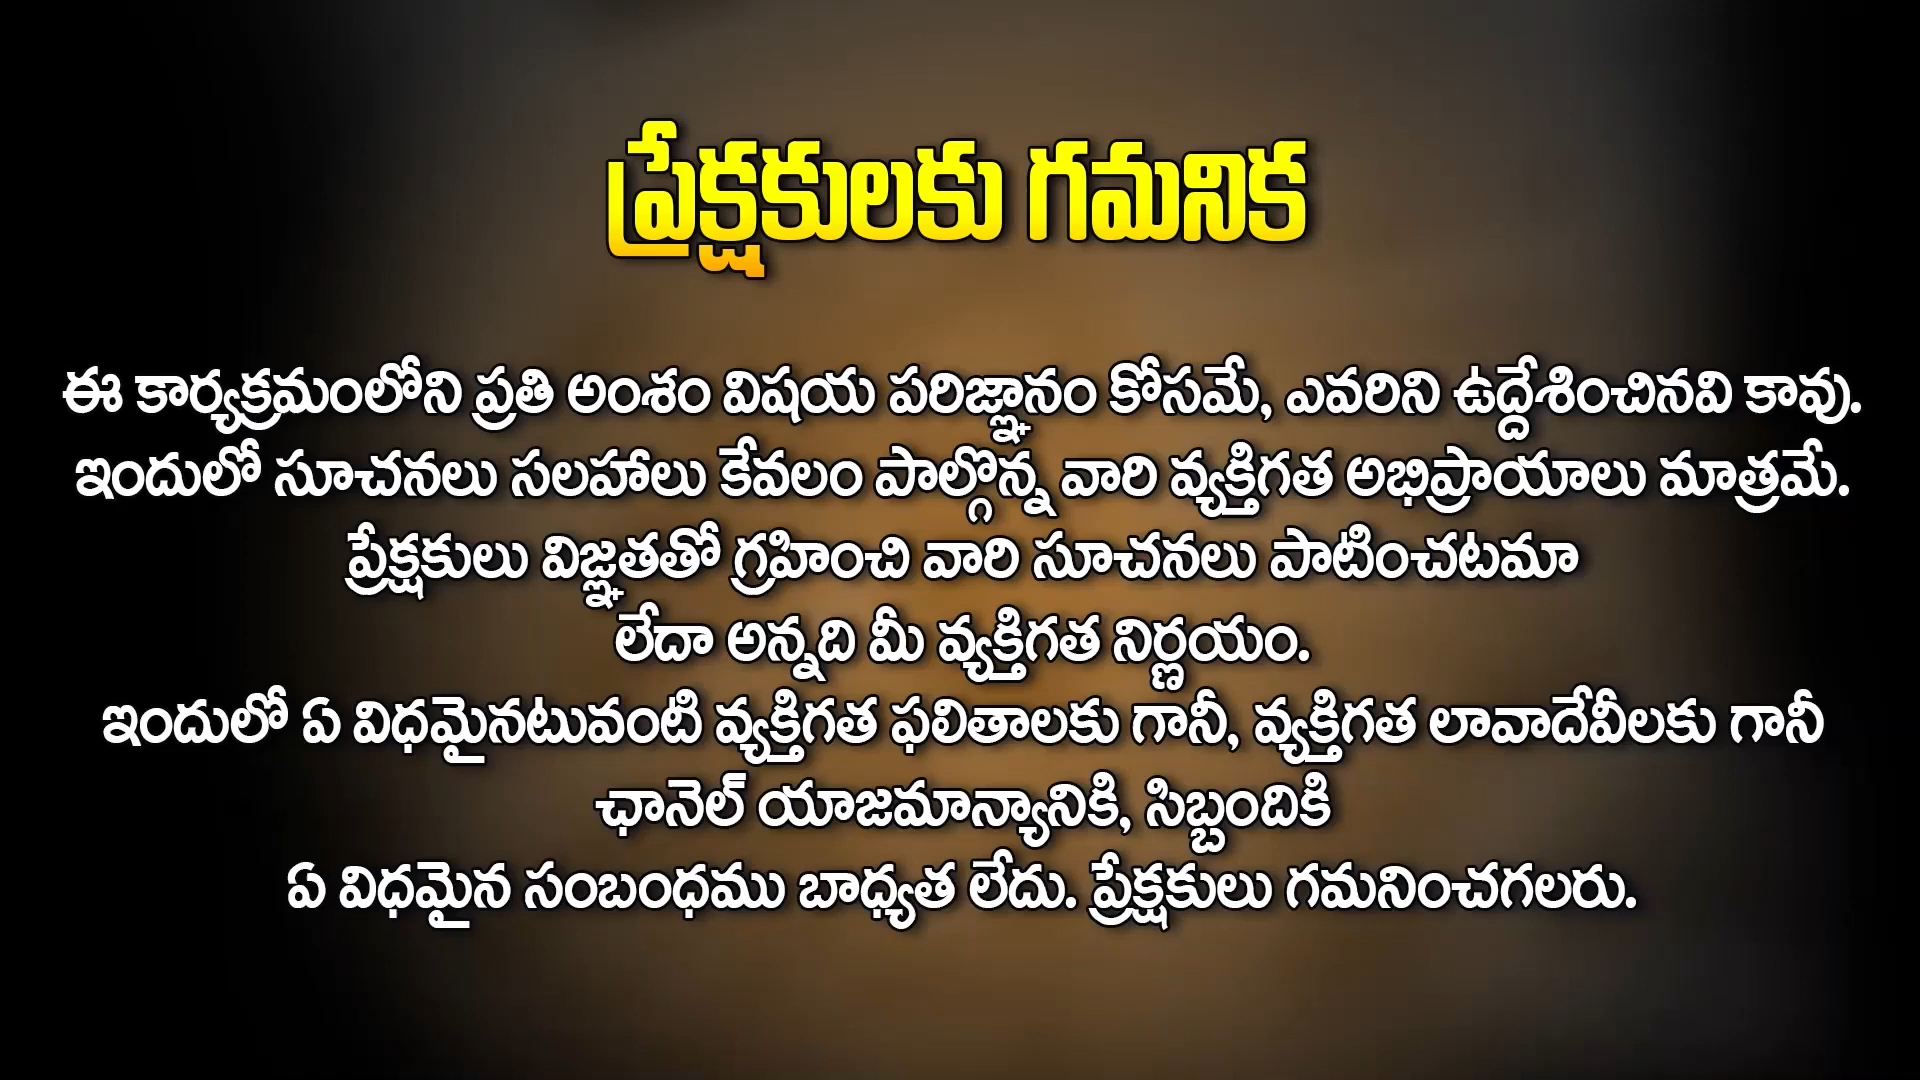 ప్రేక్షకులకు గమనిక
ఈ కార్యక్రమంలోని ప్రతి అంశం విషయ పరిజ్ఞానం కోసమే, ఎవరిని ఉద్దేశించినవి కావు.
ఇందులో సూచనలు సలహాలు కేవలం పాల్గొన్న వారి వ్యక్తిగత అభిప్రాయాలు మాత్రమే.
ప్రేక్షకులు విజ్ఞతతో గ్రహించి వారి సూచనలు పాటించటమా
లేదా అన్నది మీ వ్యక్తిగత నిర్ణయం.
ఇందులో ఏ విధమైనటువంటి వ్యక్తిగత ఫలితాలకు గానీ, వ్యక్తిగత లావాదేవీలకు గానీ
ఛానెల్ యాజమాన్యానికి, సిబ్బందికి
ఏ విధమైన సంబంధము బాధ్యత లేదు. ప్రేక్షకులు గమనించగలరు.